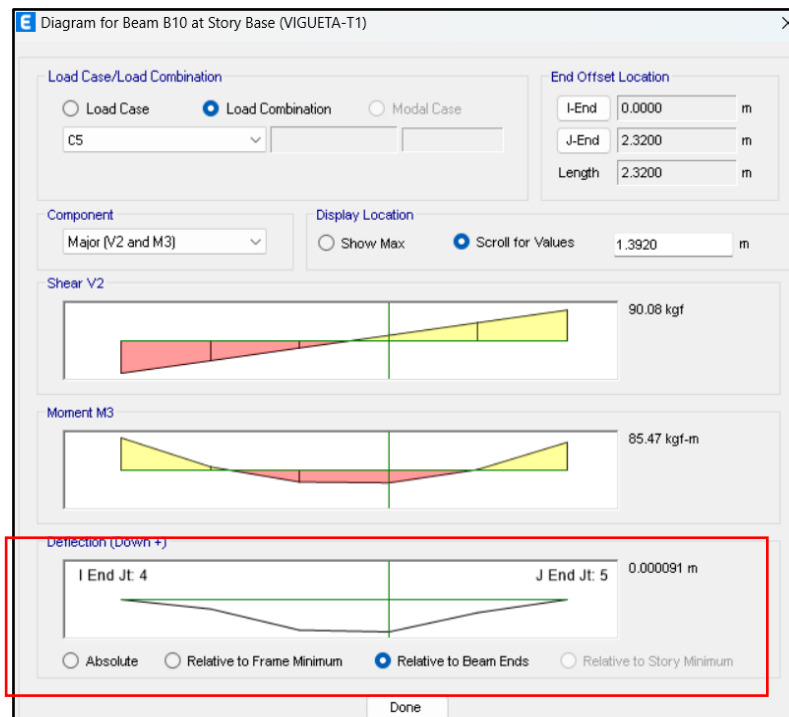 E Diagram for Beam B10 at Story Base (VIGUETA-T1)
Load Case/Load Combination
Load Case Load Combination Modal Case
C5
End Offset Location
I-End 0.0000 m
J-End 2.3200 m
Length 2.3200 m
Component
Major (V2 and M3)
Display Location
Show Max Scroll for Values 1.3920 m
Shear V2
90.08 kgf
Moment M3
85.47 kgf-m
Deflection (Down +)
I End Jt: 4 J End Jt: 5 0.000091 m
Absolute Relative to Frame Minimum Relative to Beam Ends Relative to Story Minimum
Done